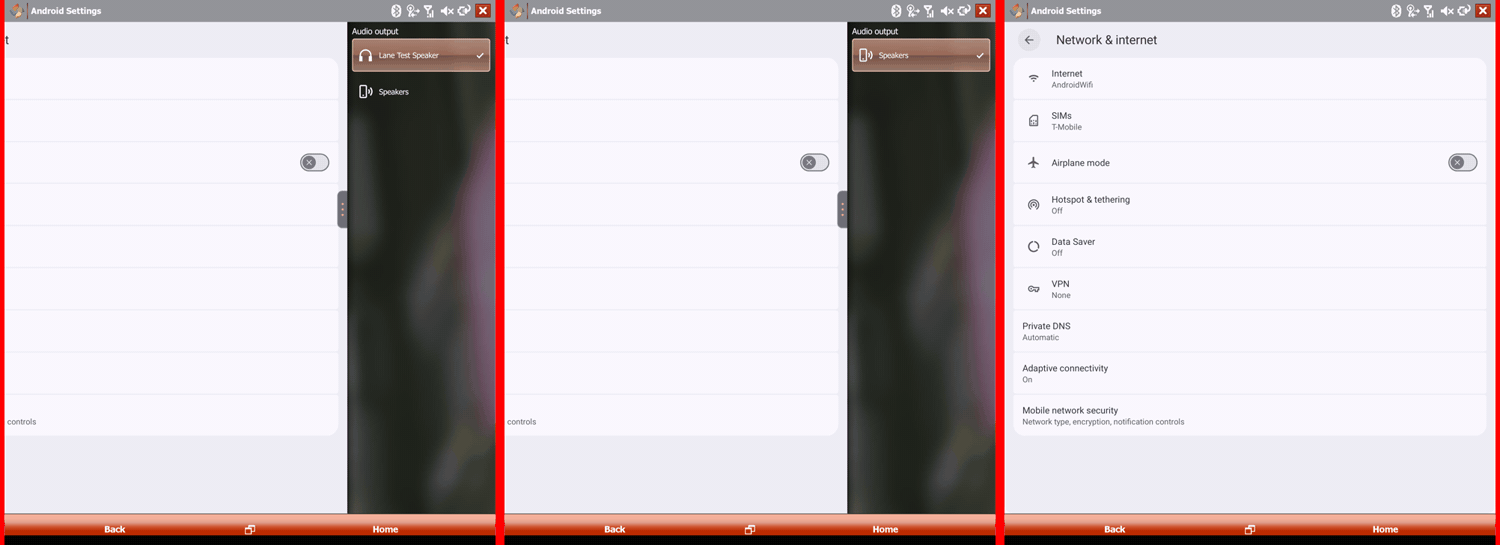 Android Settings
t
controls
Audio output
Lane Test Speaker
Speakers
Back
Home
Android Settings
t
controls
Audio output
Speakers
Back
Home
Android Settings
Network & internet
Internet
AndroidWifi
SIMs
T-Mobile
Airplane mode
Hotspot & tethering
Off
Data Saver
Off
VPN
None
Private DNS
Automatic
Adaptive connectivity
On
Mobile network security
Network type, encryption, notification controls
Back
Home